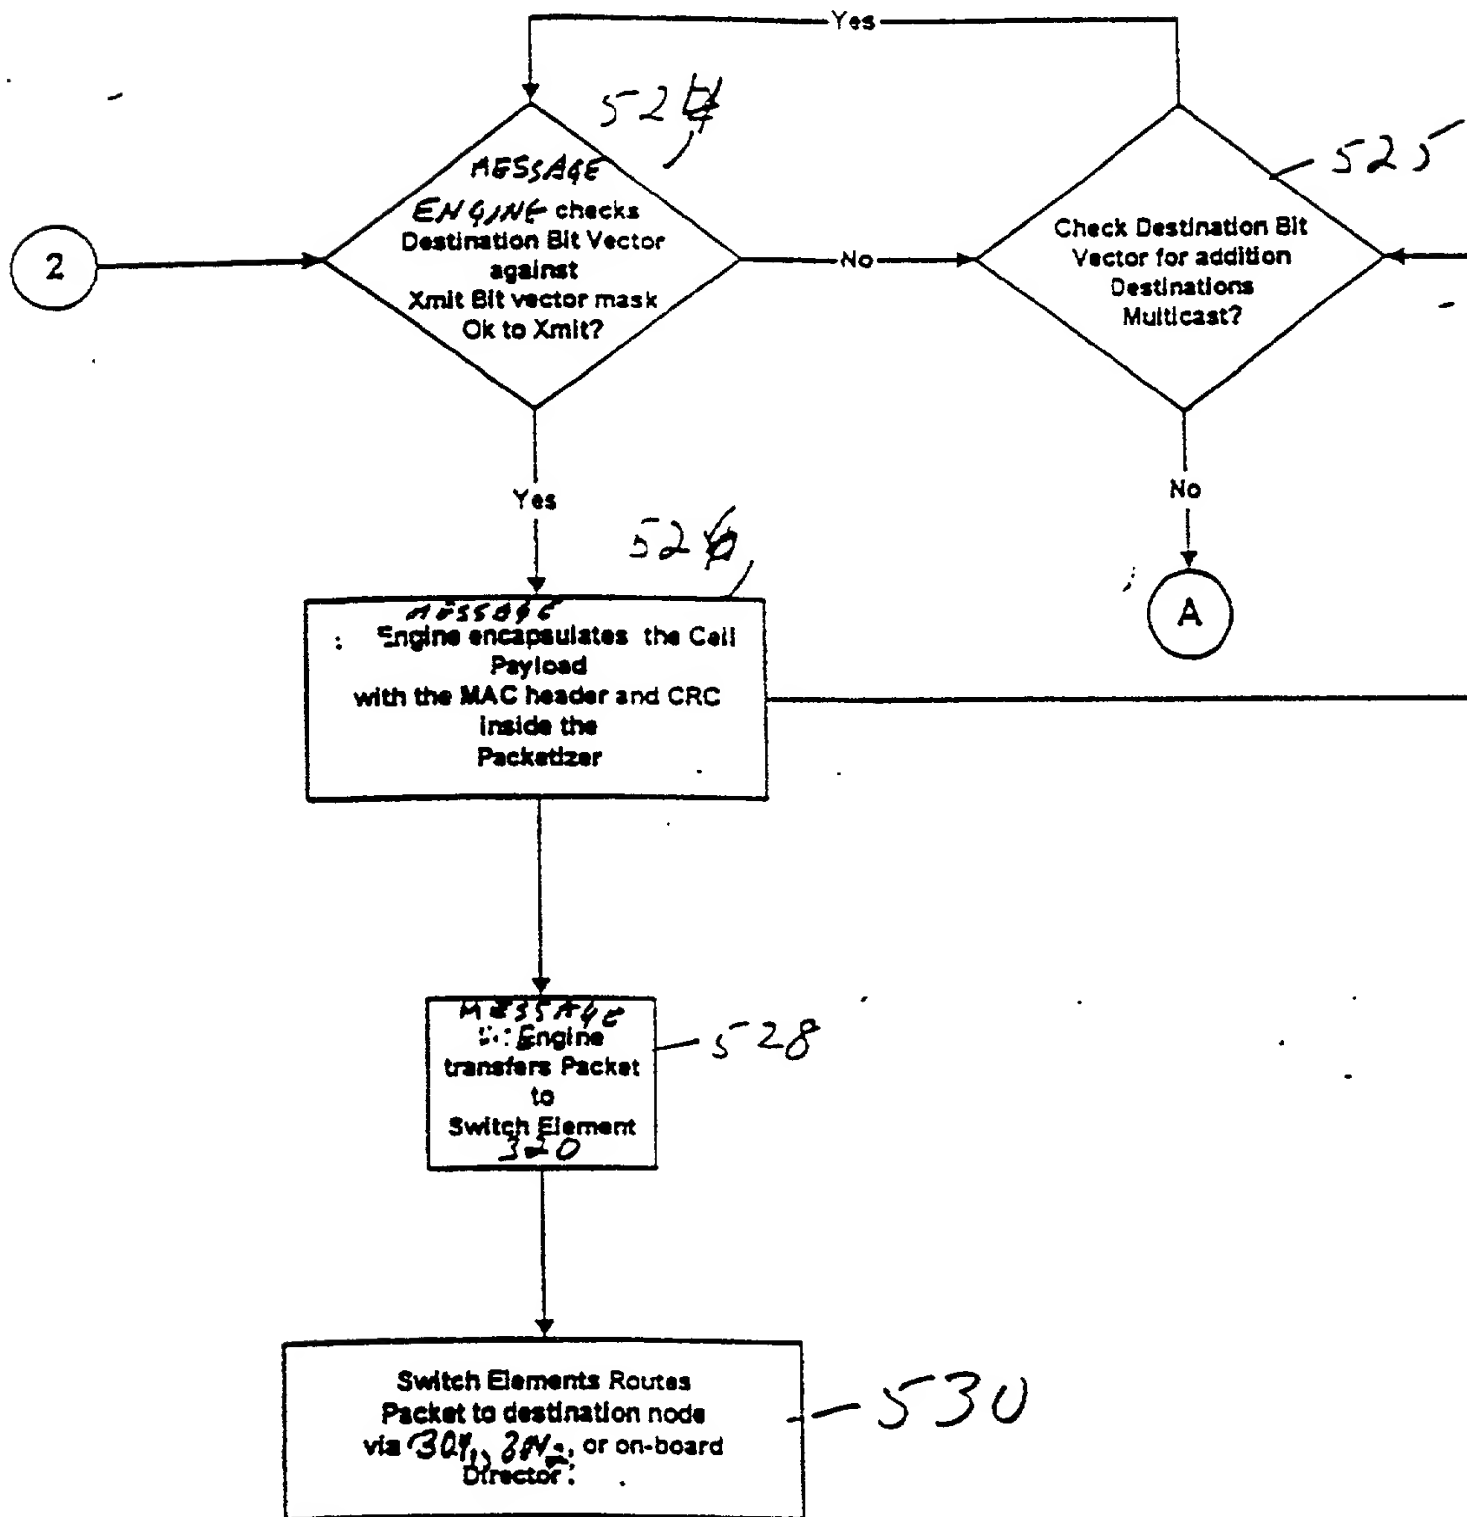 Yes
524
525
MESSAGE
ENGINE checks
Destination Bit Vector
against
Xmit Bit vector mask
Ok to Xmit?
2
No
Check Destination Bit
Vector for addition
Destinations
Multicast?
Yes
No
526
A
MESSAGE
Engine encapsulates the Cell
Payload
with the MAC header and CRC
inside the
Packetizer
MESSAGE
Engine
transfers Packet
to
Switch Element
320
528
Switch Elements Routes
Packet to destination node
via or on-board
Director
530